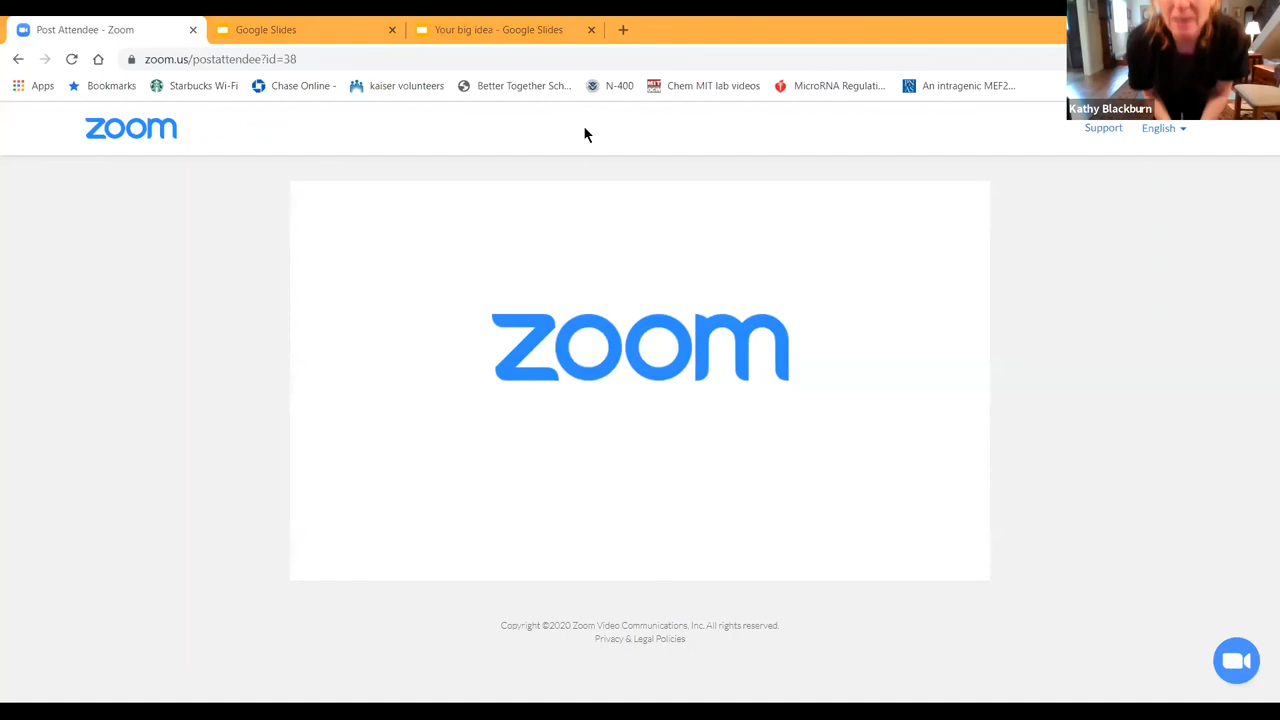 Post Attendee - Zoom
Google Slides
Your big idea - Google Slides
zoom.us/postattendee?id=38
Apps
Bookmarks
Starbucks Wi-Fi
Chase Online -
kaiser volunteers
Better Together Sch...
N-400
MIT
Chem MIT lab videos
MicroRNA Regulati...
An intragenic MEF2...
Kathy Blackburn
zoom
Support
English
zoom
Copyright ©2020 Zoom Video Communications, Inc. All rights reserved.
Privacy & Legal Policies